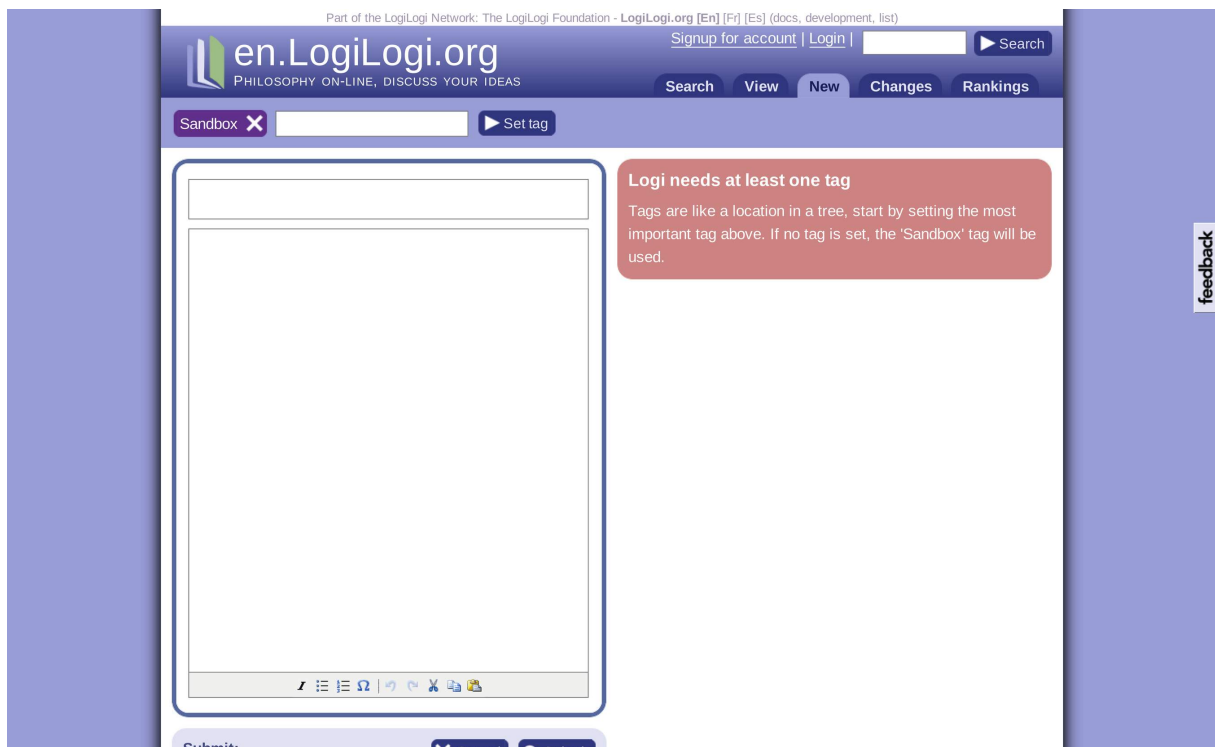 Part of the LogiLogi Network: The LogiLogi Foundation - LogiLogi.org [En] [Fr] [Es] (docs, development, list)
en.LogiLogi.org
Philosophy on-line, discuss your ideas
Signup for account | Login |
Search
Search View New Changes Rankings
Sandbox
Set tag
Logi needs at least one tag
Tags are like a location in a tree, start by setting the most
important tag above. If no tag is set, the 'Sandbox' tag will be
used.
feedback
Submit: